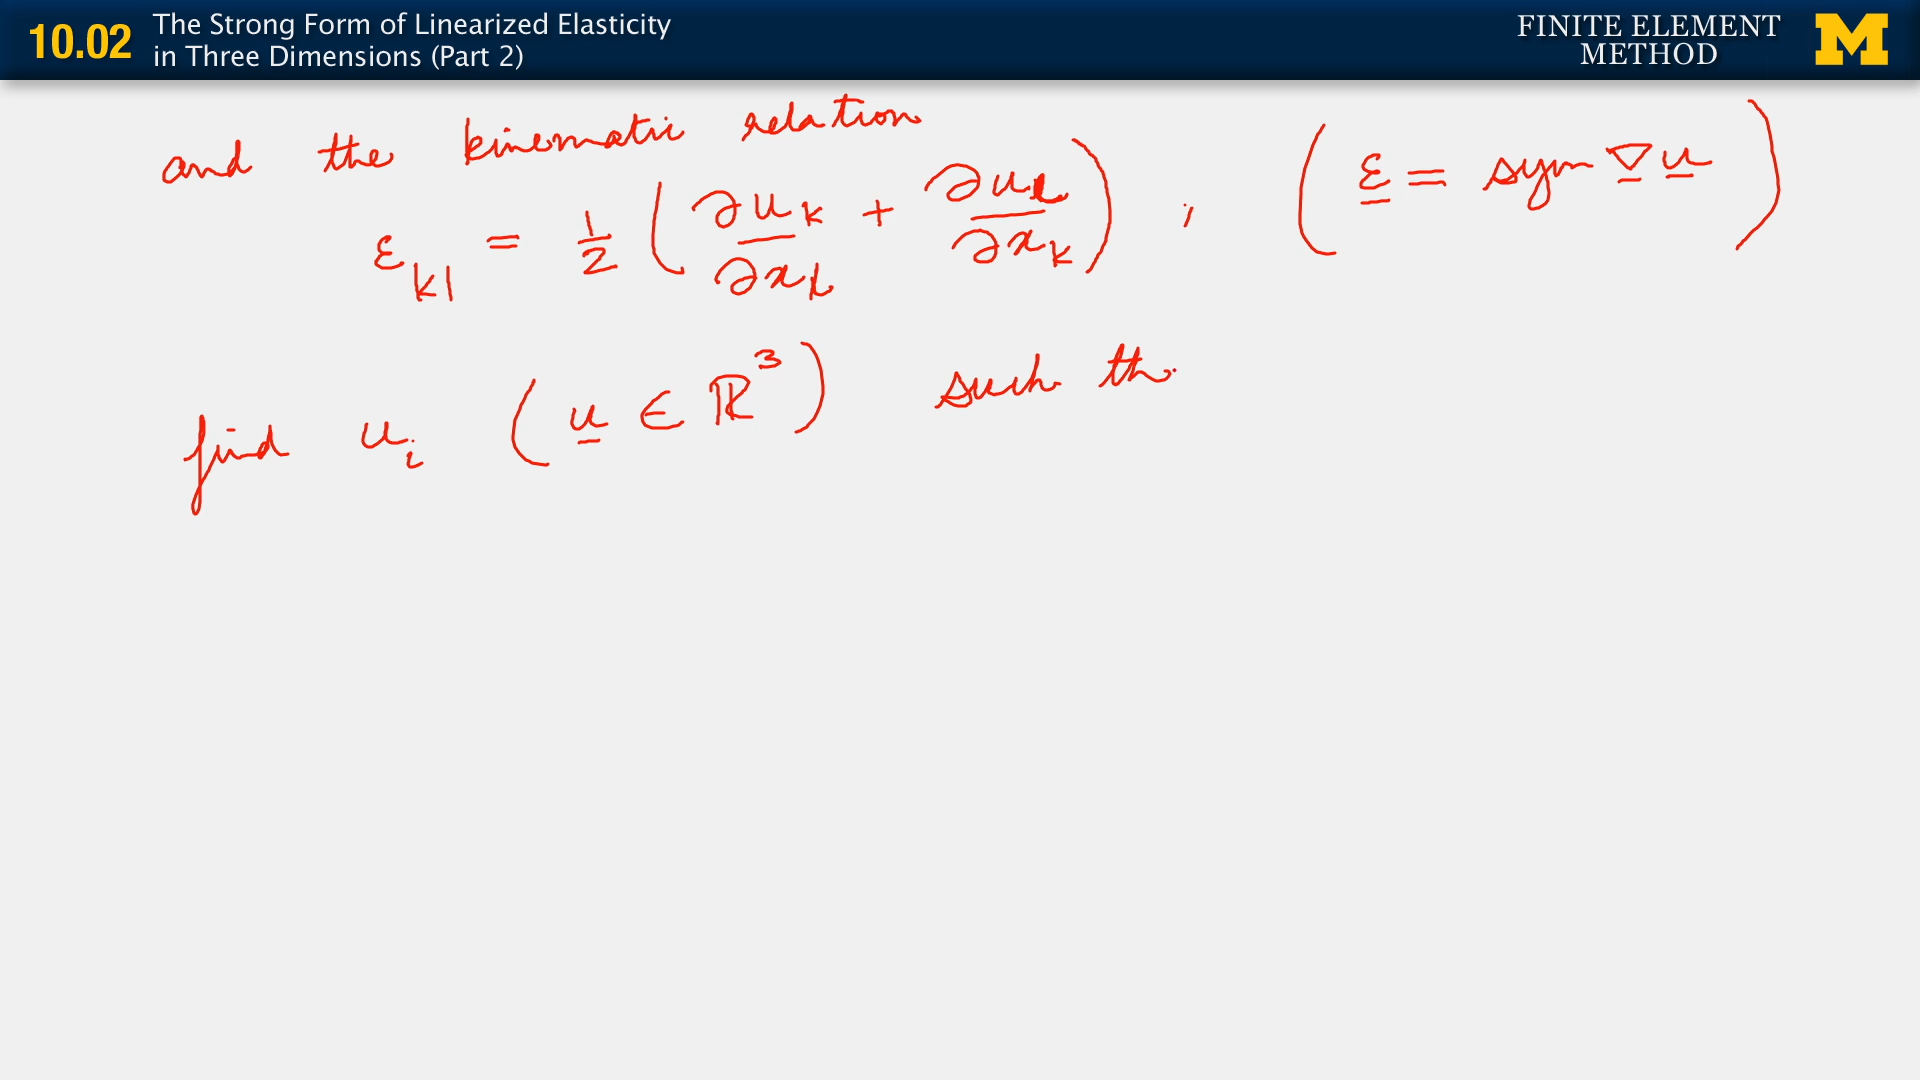 10.02
The Strong Form of Linearized Elasticity
in Three Dimensions (Part 2)
FINITE ELEMENT
METHOD
M
and the kinematic relation
ε_kl = 1/2 (∂u_k/∂x_l + ∂u_l/∂x_k) , (ε = sym ∇ u)
find u_i (u ∈ ℝ^3) such th